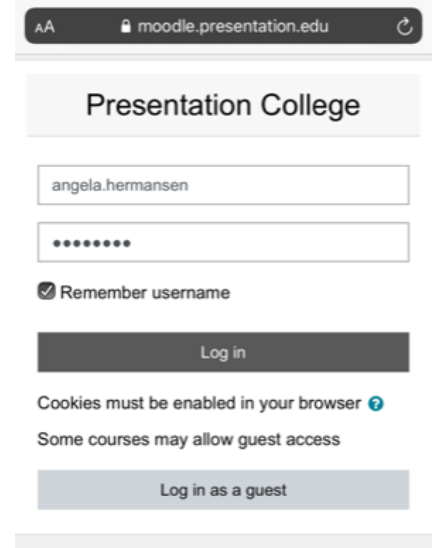 AA moodle.presentation.edu
Presentation College
angela.hermansen
••••••••
Remember username
Log in
Cookies must be enabled in your browser ?
Some courses may allow guest access
Log in as a guest